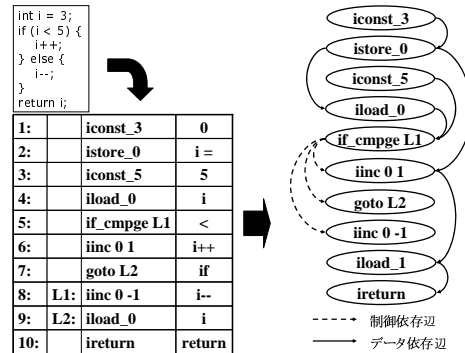 int i = 3;
if (i < 5) {
i++;
} else {
i--;
}
return i;
1: iconst_3 0
2: istore_0 i =
3: iconst_5 5
4: iload_0 i
5: if_cmpge L1 <
6: iinc 0 1 i++
7: goto L2 if
8: L1: iinc 0 -1 i--
9: L2: iload_0 i
10: ireturn return
iconst_3
istore_0
iconst_5
iload_0
if_cmpge L1
iinc 0 1
goto L2
iinc 0 -1
iload_1
ireturn
制御依存辺
データ依存辺